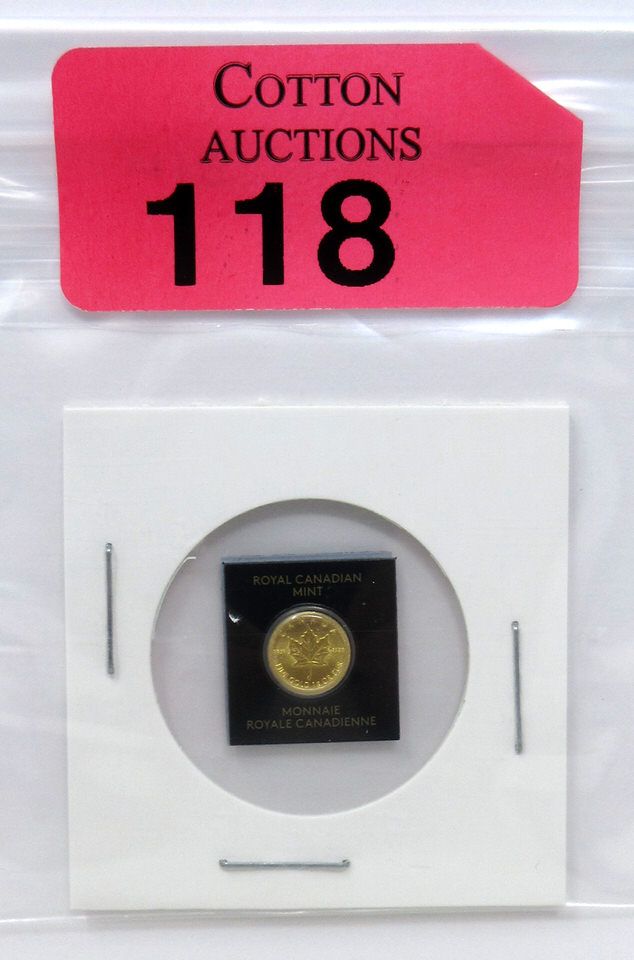 COTTON
AUCTIONS
118
ROYAL CANADIAN
MINT
MONNAIE
ROYALE CANADIENNE